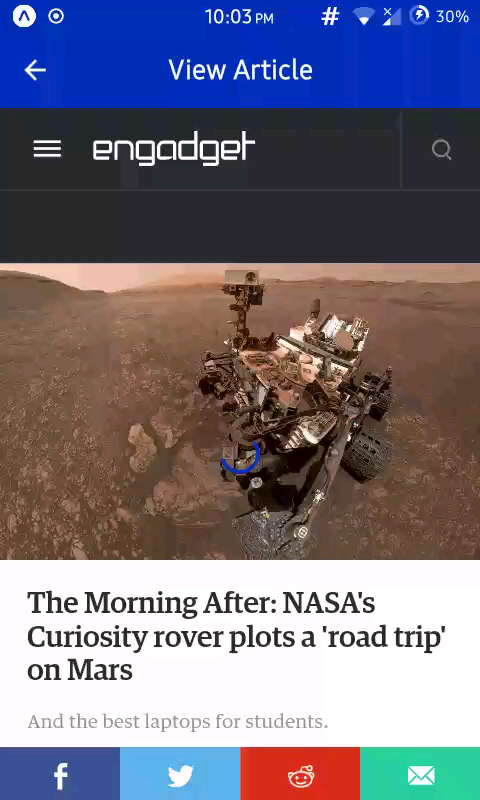 10:03 PM
30%
View Article
engadget
The Morning After: NASA's
Curiosity rover plots a 'road trip'
on Mars
And the best laptops for students.